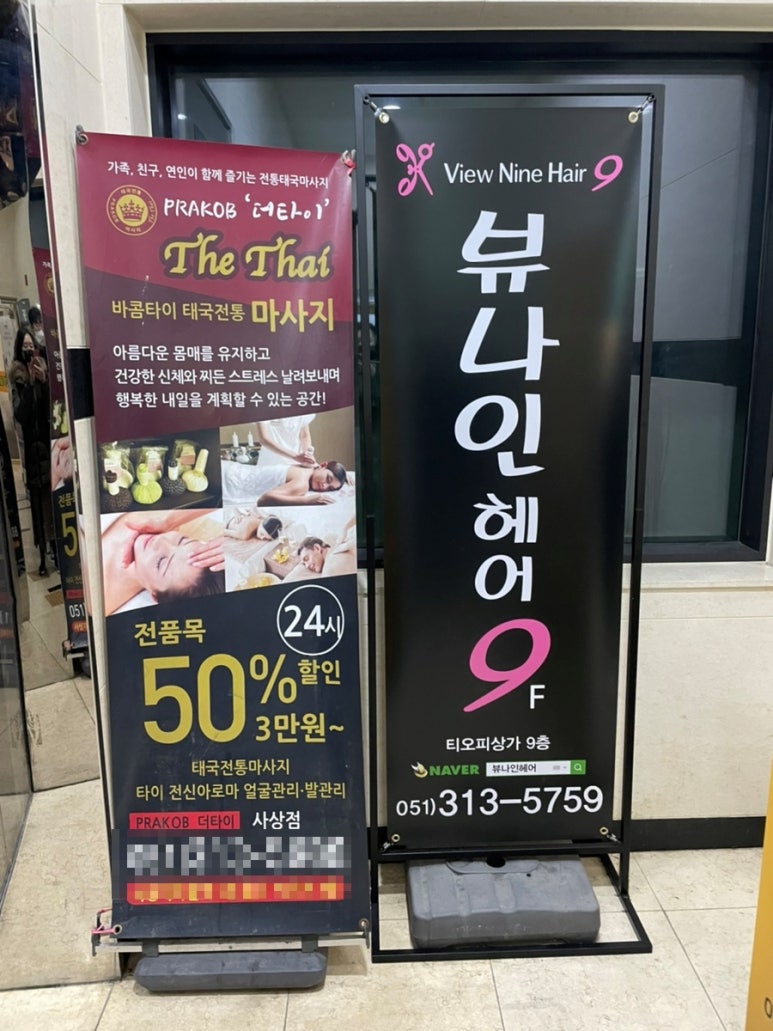 가족, 친구, 연인이 함께 즐기는 전통태국마사지
PRAKOB '더타이'
The Thai
바콤타이 태국전통 마사지
아름다운 몸매를 유지하고
건강한 신체와 찌든 스트레스 날려보내며
행복한 내일을 계획할 수 있는 공간!
24시
전품목
50% 할인
3만원~
태국전통마사지
타이 전신아로마 얼굴관리·발관리
PRAKOB 더타이 사상점
View Nine Hair 9
뷰나인헤어
9F
티오피상가 9층
NAVER 뷰나인헤어
051)313-5759